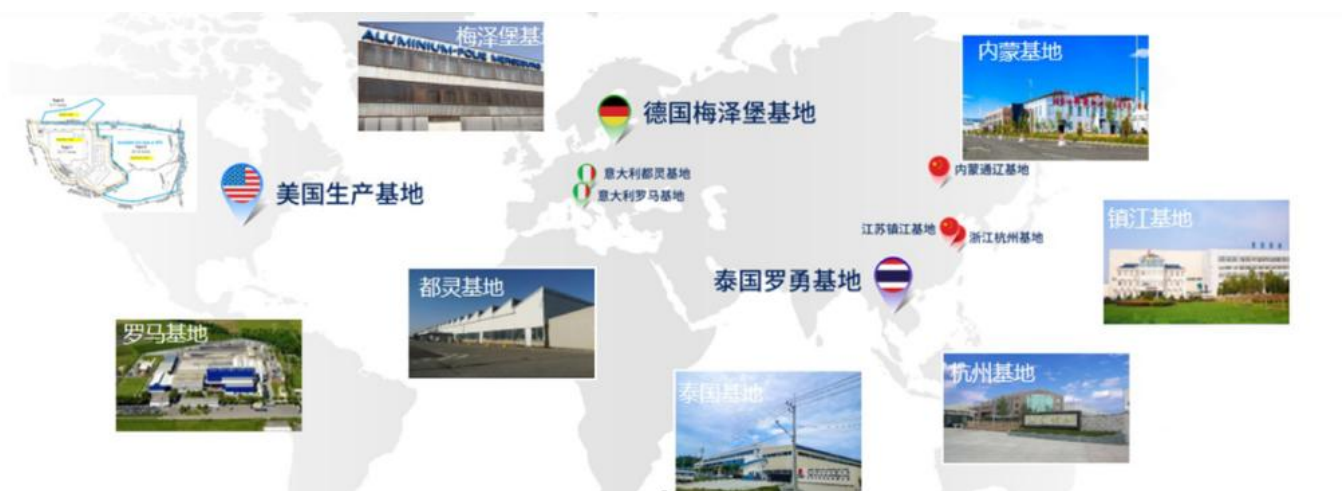 梅泽堡基
ALUMINIUM-FOLIE MERSEBURG
内蒙基地
德国梅泽堡基地
意大利都灵基地
意大利罗马基地
内蒙通辽基地
美国生产基地
镇江基地
江苏镇江基地
浙江杭州基地
泰国罗勇基地
都灵基地
罗马基地
泰国基地
杭州基地